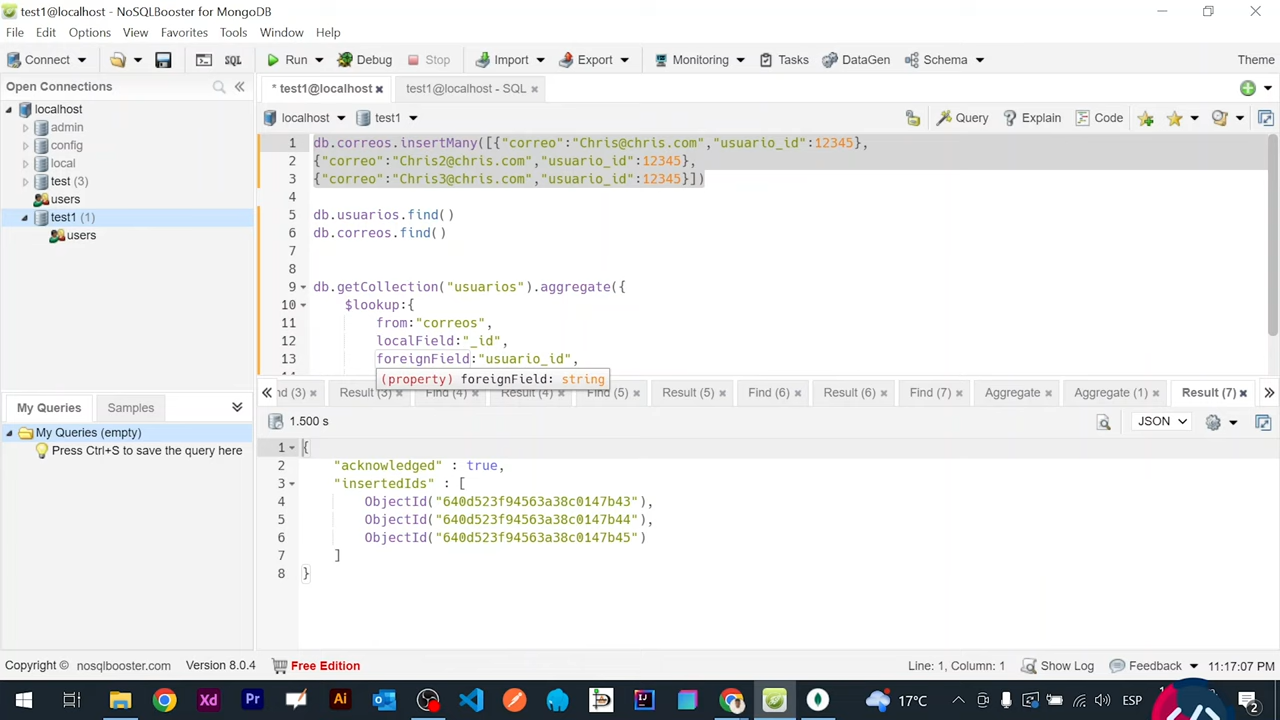 test1@localhost - NoSQLBooster for MongoDB
File Edit Options View Favorites Tools Window Help
Connect SQL Run Debug Stop Import Export Monitoring Tasks DataGen Schema Theme
Open Connections
* test1@localhost test1@localhost - SQL
localhost
localhost test1 Query Explain Code
admin
config
local
test (3)
users
test1 (1)
users
1 db.correos.insertMany([{"correo":"Chris@chris.com","usuario_id":12345},
2 {"correo":"Chris2@chris.com","usuario_id":12345},
3 {"correo":"Chris3@chris.com","usuario_id":12345}])
4
5 db.usuarios.find()
6 db.correos.find()
7
8
9 db.getCollection("usuarios").aggregate({
10 $lookup:{
11 from:"correos",
12 localField:"_id",
13 foreignField:"usuario_id",
(property) foreignField: string
(3) Result (3) Find (4) Result (4) Find (5) Result (5) Find (6) Result (6) Find (7) Aggregate Aggregate (1) Result (7)
My Queries Samples
My Queries (empty)
Press Ctrl+S to save the query here
1.500 s JSON
1 {
2 "acknowledged" : true,
3 "insertedIds" : [
4 ObjectId("640d523f94563a38c0147b43"),
5 ObjectId("640d523f94563a38c0147b44"),
6 ObjectId("640d523f94563a38c0147b45")
7 ]
8 }
Copyright © nosqlbooster.com Version 8.0.4 Free Edition Line: 1, Column: 1 Show Log Feedback 11:17:07 PM
Xd Pr Ai 17°C ESP 2